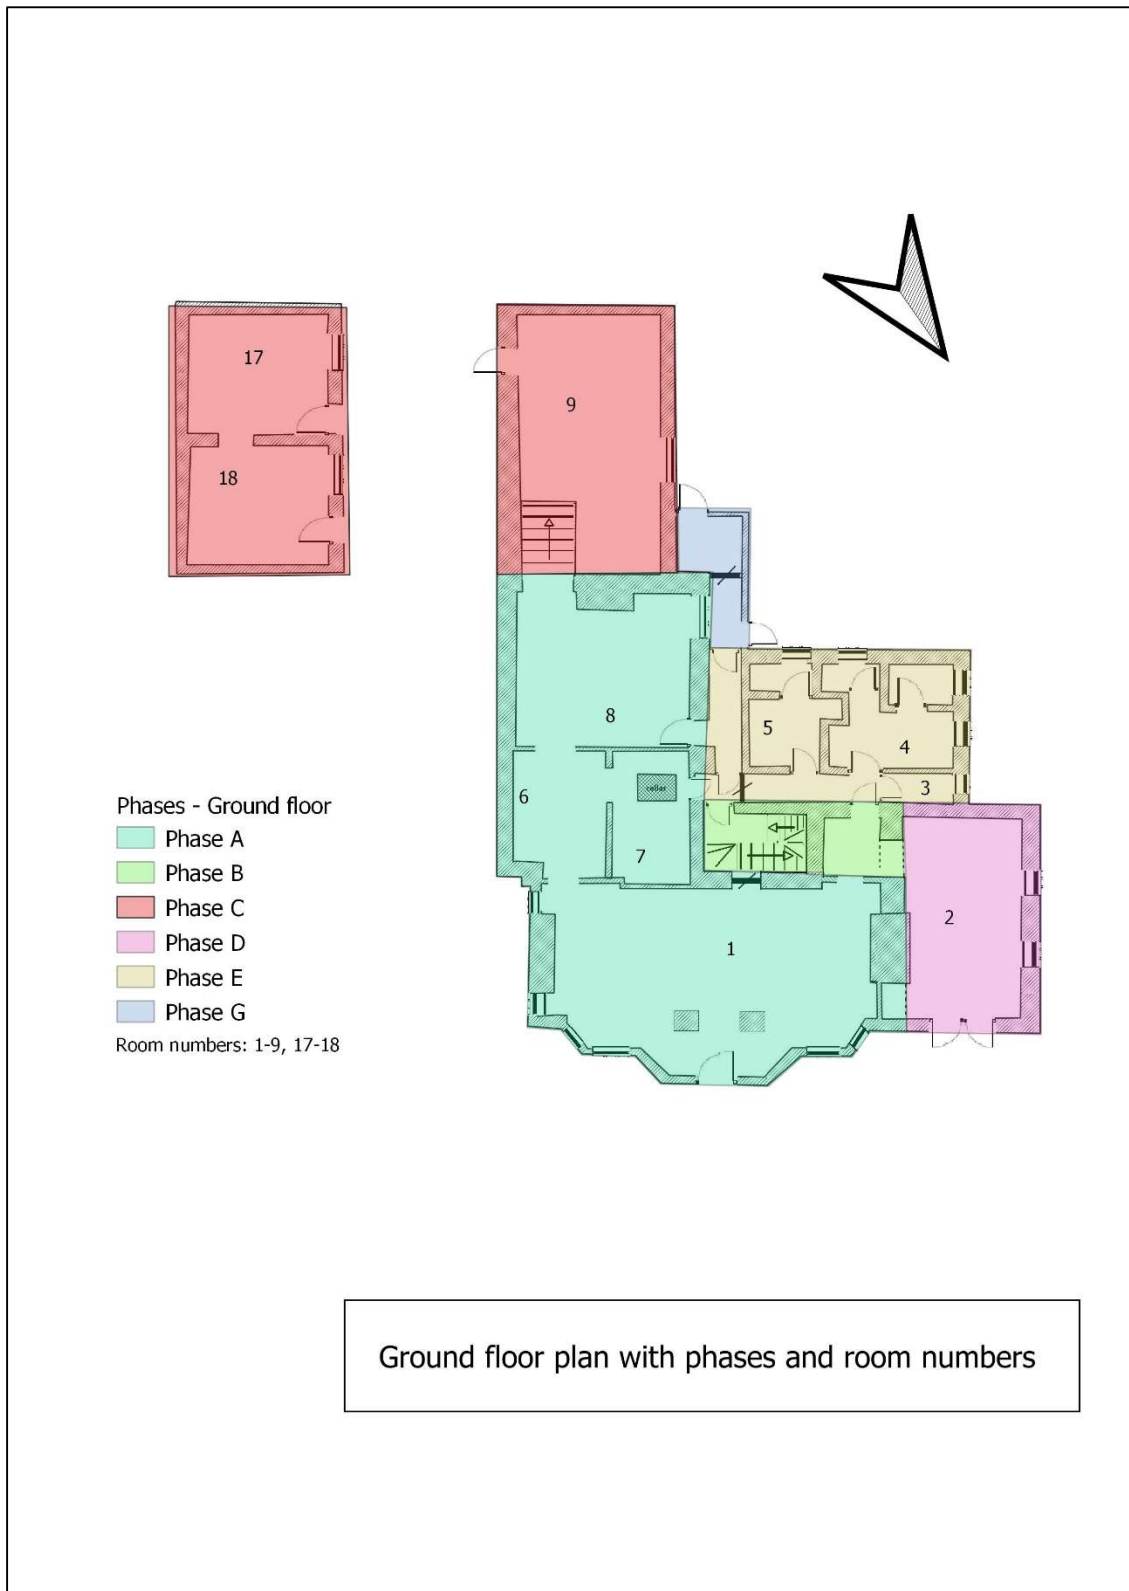 17
9
18
8
5
4
cellar
3
6
7
2
1
Phases - Ground floor
Phase A
Phase B
Phase C
Phase D
Phase E
Phase G
Room numbers: 1-9, 17-18
Ground floor plan with phases and room numbers